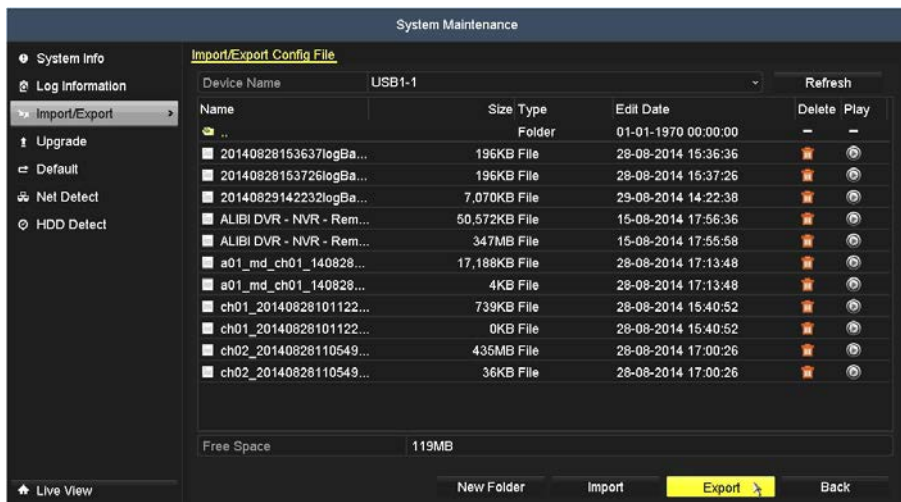 System Maintenance
System Info
Log Information
Import/Export
Upgrade
Default
Net Detect
HDD Detect
Live View
Import/Export Config File
Device Name USB1-1 Refresh
Name Size Type Edit Date Delete Play
.. Folder 01-01-1970 00:00:00 – –
20140828153637logBa... 196KB File 28-08-2014 15:36:36
20140828153726logBa... 196KB File 28-08-2014 15:37:26
20140829142232logBa... 7,070KB File 29-08-2014 14:22:38
ALIBI DVR - NVR - Rem... 50,572KB File 15-08-2014 17:56:36
ALIBI DVR - NVR - Rem... 347MB File 15-08-2014 17:55:58
a01_md_ch01_140828... 17,188KB File 28-08-2014 17:13:48
a01_md_ch01_140828... 4KB File 28-08-2014 17:13:48
ch01_20140828101122... 739KB File 28-08-2014 15:40:52
ch01_20140828101122... 0KB File 28-08-2014 15:40:52
ch02_20140828110549... 435MB File 28-08-2014 17:00:26
ch02_20140828110549... 36KB File 28-08-2014 17:00:26
Free Space 119MB
New Folder Import Export Back